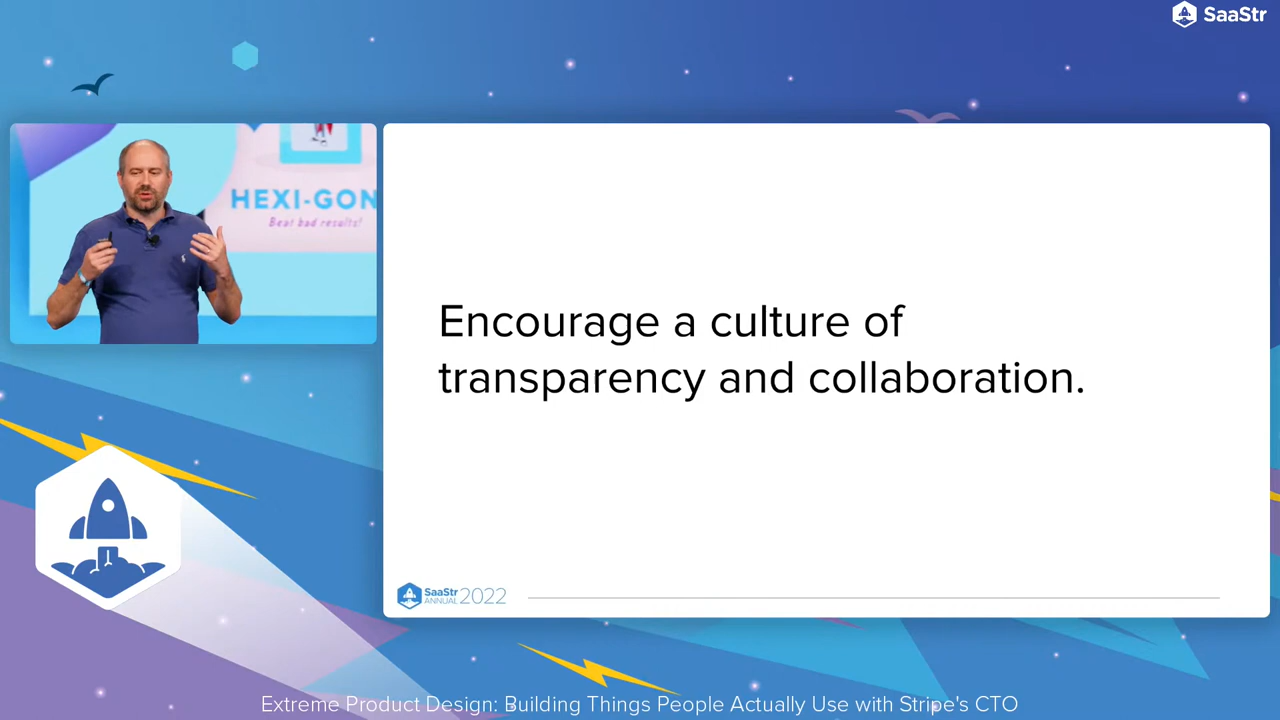 SaaStr
HEXI-GON
Beat bad results!
Encourage a culture of
transparency and collaboration.
SaaStr
ANNUAL 2022
Extreme Product Design: Building Things People Actually Use with Stripe's CTO